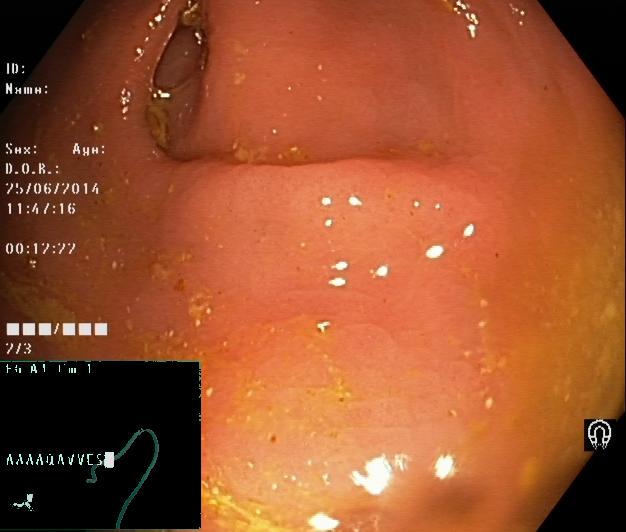 ID:
Name:
Sex: Age:
D.O.R.:
25/06/2014
11:47:16
00:12:22
■■■/■■■
2/3
AAAAQAVVES